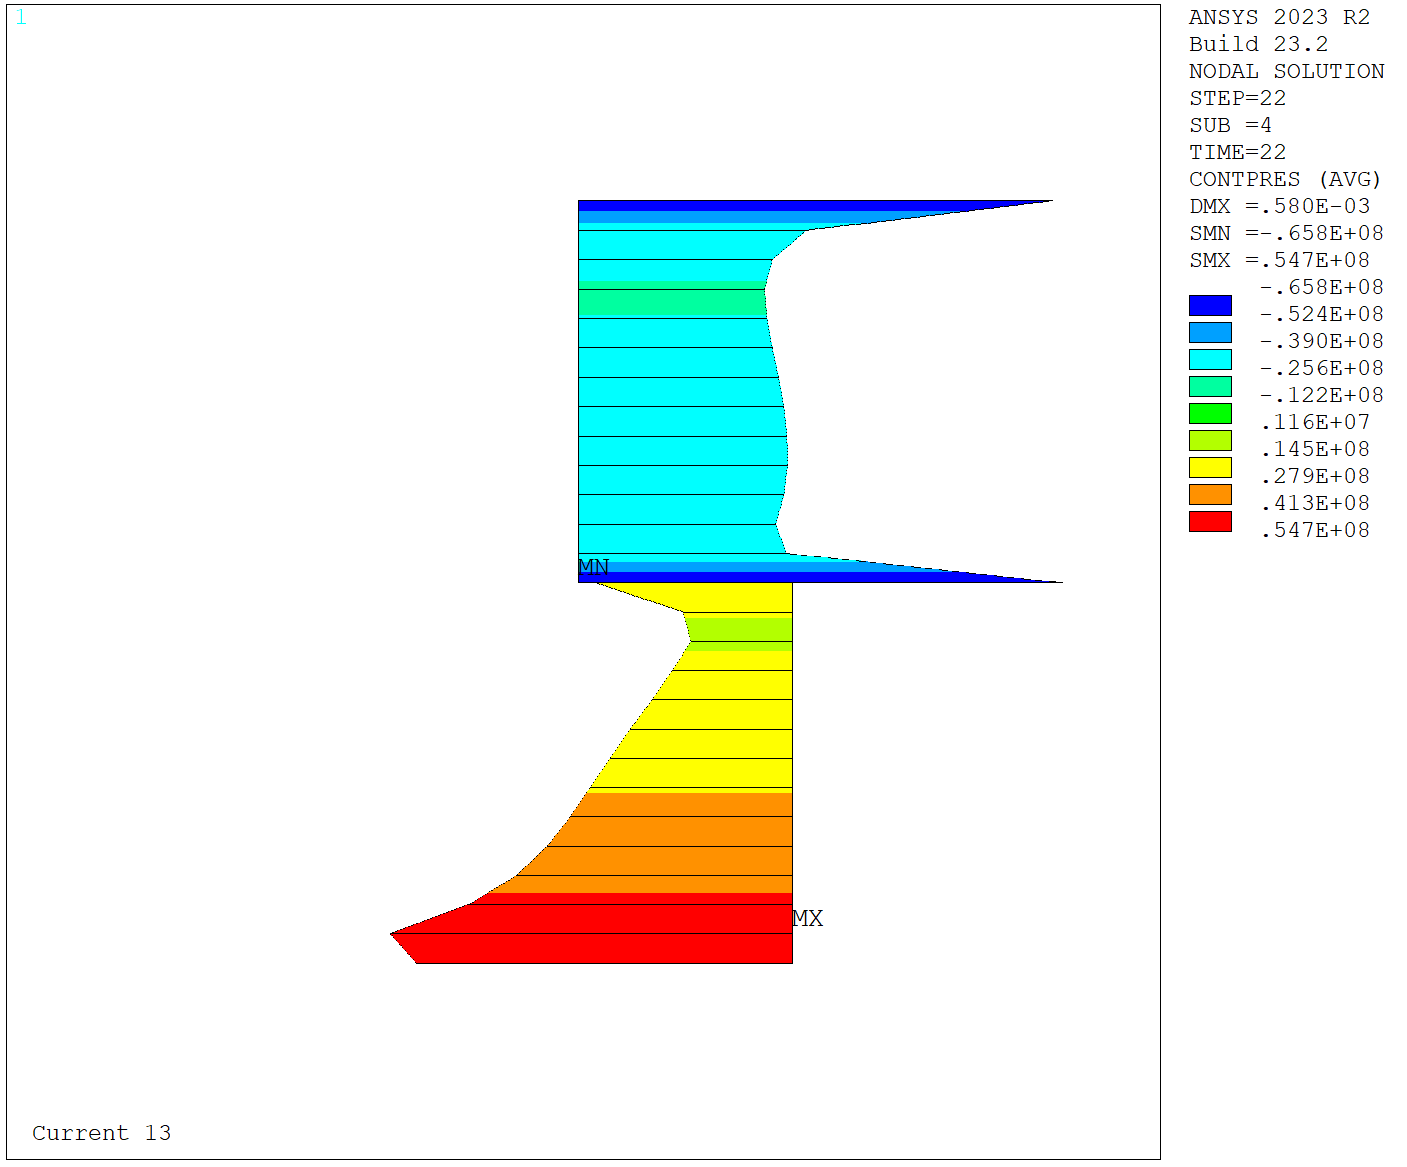 1
ANSYS 2023 R2
Build 23.2
NODAL SOLUTION
STEP=22
SUB =4
TIME=22
CONTPRES (AVG)
DMX =.580E-03
SMN =-.658E+08
SMX =.547E+08
-.658E+08
-.524E+08
-.390E+08
-.256E+08
-.122E+08
.116E+07
.145E+08
.279E+08
.413E+08
.547E+08
MN
MX
Current 13